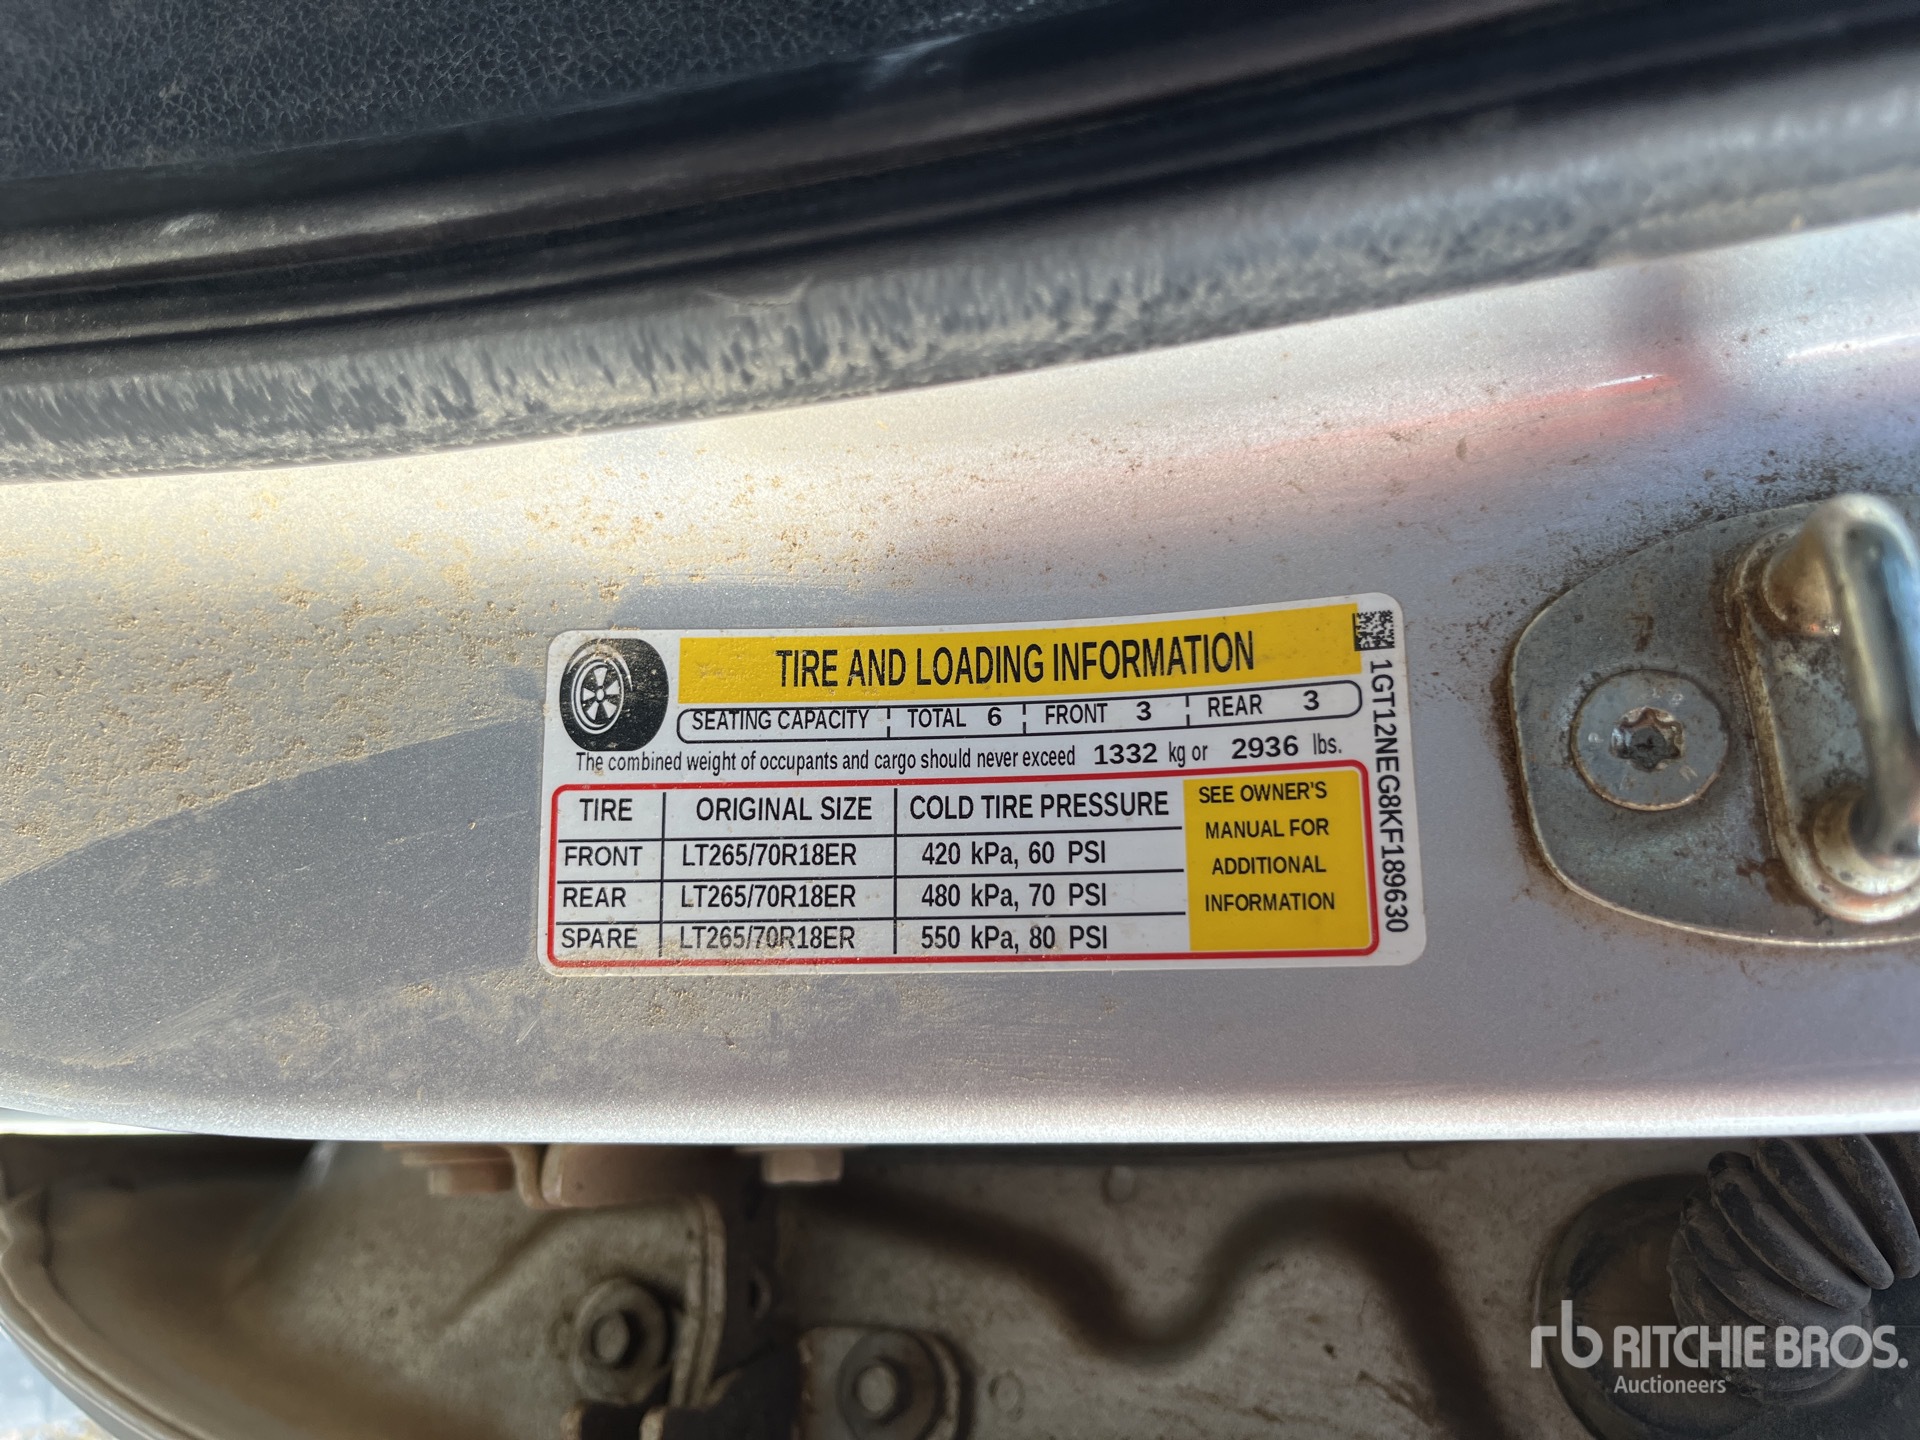 TIRE AND LOADING INFORMATION
SEATING CAPACITY TOTAL 6 FRONT 3 REAR 3
The combined weight of occupants and cargo should never exceed 1332 kg or 2936 lbs.
TIRE ORIGINAL SIZE COLD TIRE PRESSURE
FRONT LT265/70R18ER 420 kPa, 60 PSI
REAR LT265/70R18ER 480 kPa, 70 PSI
SPARE LT265/70R18ER 550 kPa, 80 PSI
SEE OWNER'S
MANUAL FOR
ADDITIONAL
INFORMATION
1GT12NEG8KF189630
rb RITCHIE BROS.
Auctioneers